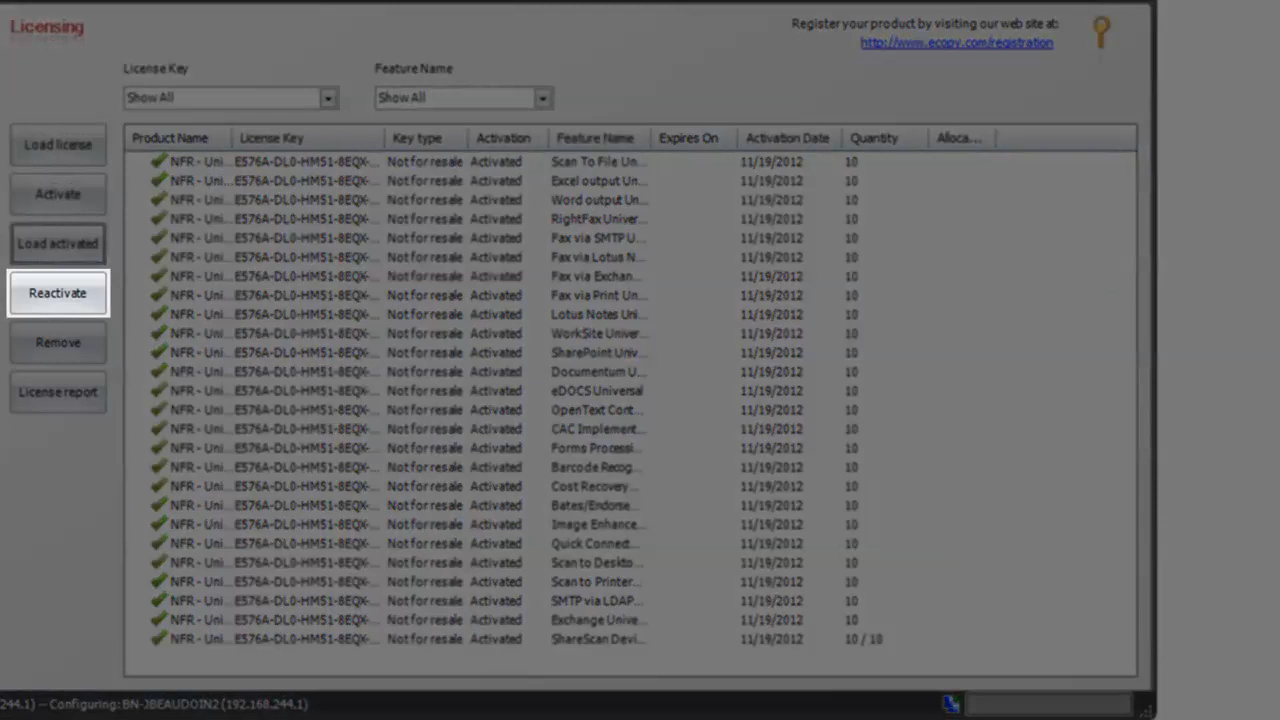 Licensing
Register your product by visiting our web site at:
http://www.ecopy.com/registration
License Key
Feature Name
Show All
Show All
Load license
Activate
Load activated
Reactivate
Remove
License report
Product Name License Key Key type Activation Feature Name Expires On Activation Date Quantity Alloca...
NFR - Uni... E576A-DL0-HM51-8EQX-... Not for resale Activated Scan To File Un... 11/19/2012 10
NFR - Uni... E576A-DL0-HM51-8EQX-... Not for resale Activated Excel output Un... 11/19/2012 10
NFR - Uni... E576A-DL0-HM51-8EQX-... Not for resale Activated Word output Un... 11/19/2012 10
NFR - Uni... E576A-DL0-HM51-8EQX-... Not for resale Activated RightFax Univer... 11/19/2012 10
NFR - Uni... E576A-DL0-HM51-8EQX-... Not for resale Activated Fax via SMTP U... 11/19/2012 10
NFR - Uni... E576A-DL0-HM51-8EQX-... Not for resale Activated Fax via Lotus N... 11/19/2012 10
NFR - Uni... E576A-DL0-HM51-8EQX-... Not for resale Activated Fax via Exchan... 11/19/2012 10
NFR - Uni... E576A-DL0-HM51-8EQX-... Not for resale Activated Fax via Print Un... 11/19/2012 10
NFR - Uni... E576A-DL0-HM51-8EQX-... Not for resale Activated Lotus Notes Uni... 11/19/2012 10
NFR - Uni... E576A-DL0-HM51-8EQX-... Not for resale Activated WorkSite Univer... 11/19/2012 10
NFR - Uni... E576A-DL0-HM51-8EQX-... Not for resale Activated SharePoint Univ... 11/19/2012 10
NFR - Uni... E576A-DL0-HM51-8EQX-... Not for resale Activated Documentum U... 11/19/2012 10
NFR - Uni... E576A-DL0-HM51-8EQX-... Not for resale Activated eDOCS Universal 11/19/2012 10
NFR - Uni... E576A-DL0-HM51-8EQX-... Not for resale Activated OpenText Cont... 11/19/2012 10
NFR - Uni... E576A-DL0-HM51-8EQX-... Not for resale Activated CAC Implement... 11/19/2012 10
NFR - Uni... E576A-DL0-HM51-8EQX-... Not for resale Activated Forms Processi... 11/19/2012 10
NFR - Uni... E576A-DL0-HM51-8EQX-... Not for resale Activated Barcode Recog... 11/19/2012 10
NFR - Uni... E576A-DL0-HM51-8EQX-... Not for resale Activated Cost Recovery... 11/19/2012 10
NFR - Uni... E576A-DL0-HM51-8EQX-... Not for resale Activated Bates/Endorse... 11/19/2012 10
NFR - Uni... E576A-DL0-HM51-8EQX-... Not for resale Activated Image Enhance... 11/19/2012 10
NFR - Uni... E576A-DL0-HM51-8EQX-... Not for resale Activated Quick Connect... 11/19/2012 10
NFR - Uni... E576A-DL0-HM51-8EQX-... Not for resale Activated Scan to Deskto... 11/19/2012 10
NFR - Uni... E576A-DL0-HM51-8EQX-... Not for resale Activated Scan to Printer... 11/19/2012 10
NFR - Uni... E576A-DL0-HM51-8EQX-... Not for resale Activated SMTP via LDAP... 11/19/2012 10
NFR - Uni... E576A-DL0-HM51-8EQX-... Not for resale Activated Exchange Unive... 11/19/2012 10
NFR - Uni... E576A-DL0-HM51-8EQX-... Not for resale Activated ShareScan Devi... 11/19/2012 10 / 10
244.1) -- Configuring: BN-JBEAUDOIN2 (192.168.244.1)